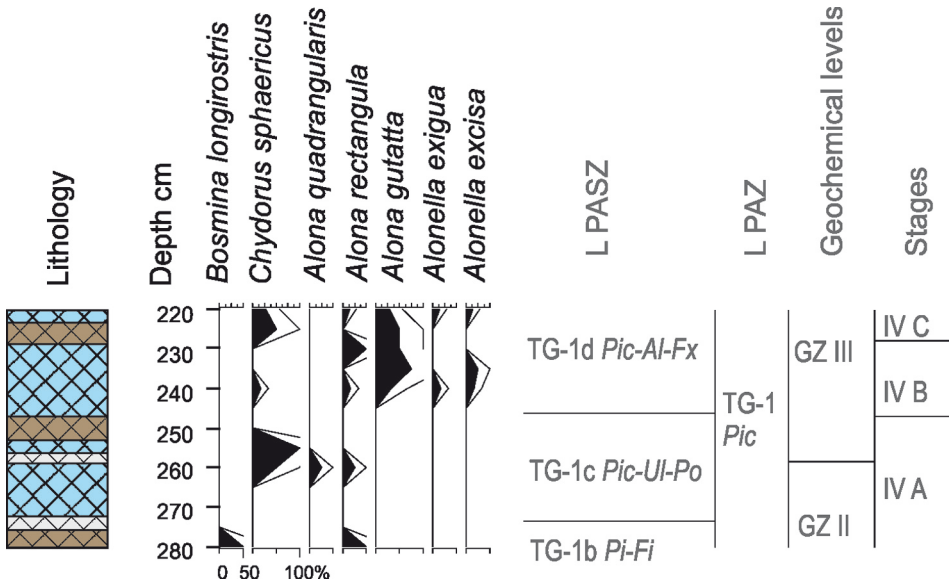 Lithology
Depth cm
Bosmina longirostris
Chydorus sphaericus
Alona quadrangularis
Alona rectangula
Alona gutatta
Alonella exigua
Alonella excisa
L PASZ
L PAZ
Geochemical levels
Stages
220
230
240
250
260
270
280
0 50 100%
TG-1d Pic-Al-Fx
TG-1c Pic-Ul-Po
TG-1b Pi-Fi
TG-1
Pic
GZ III
GZ II
IV C
IV B
IV A